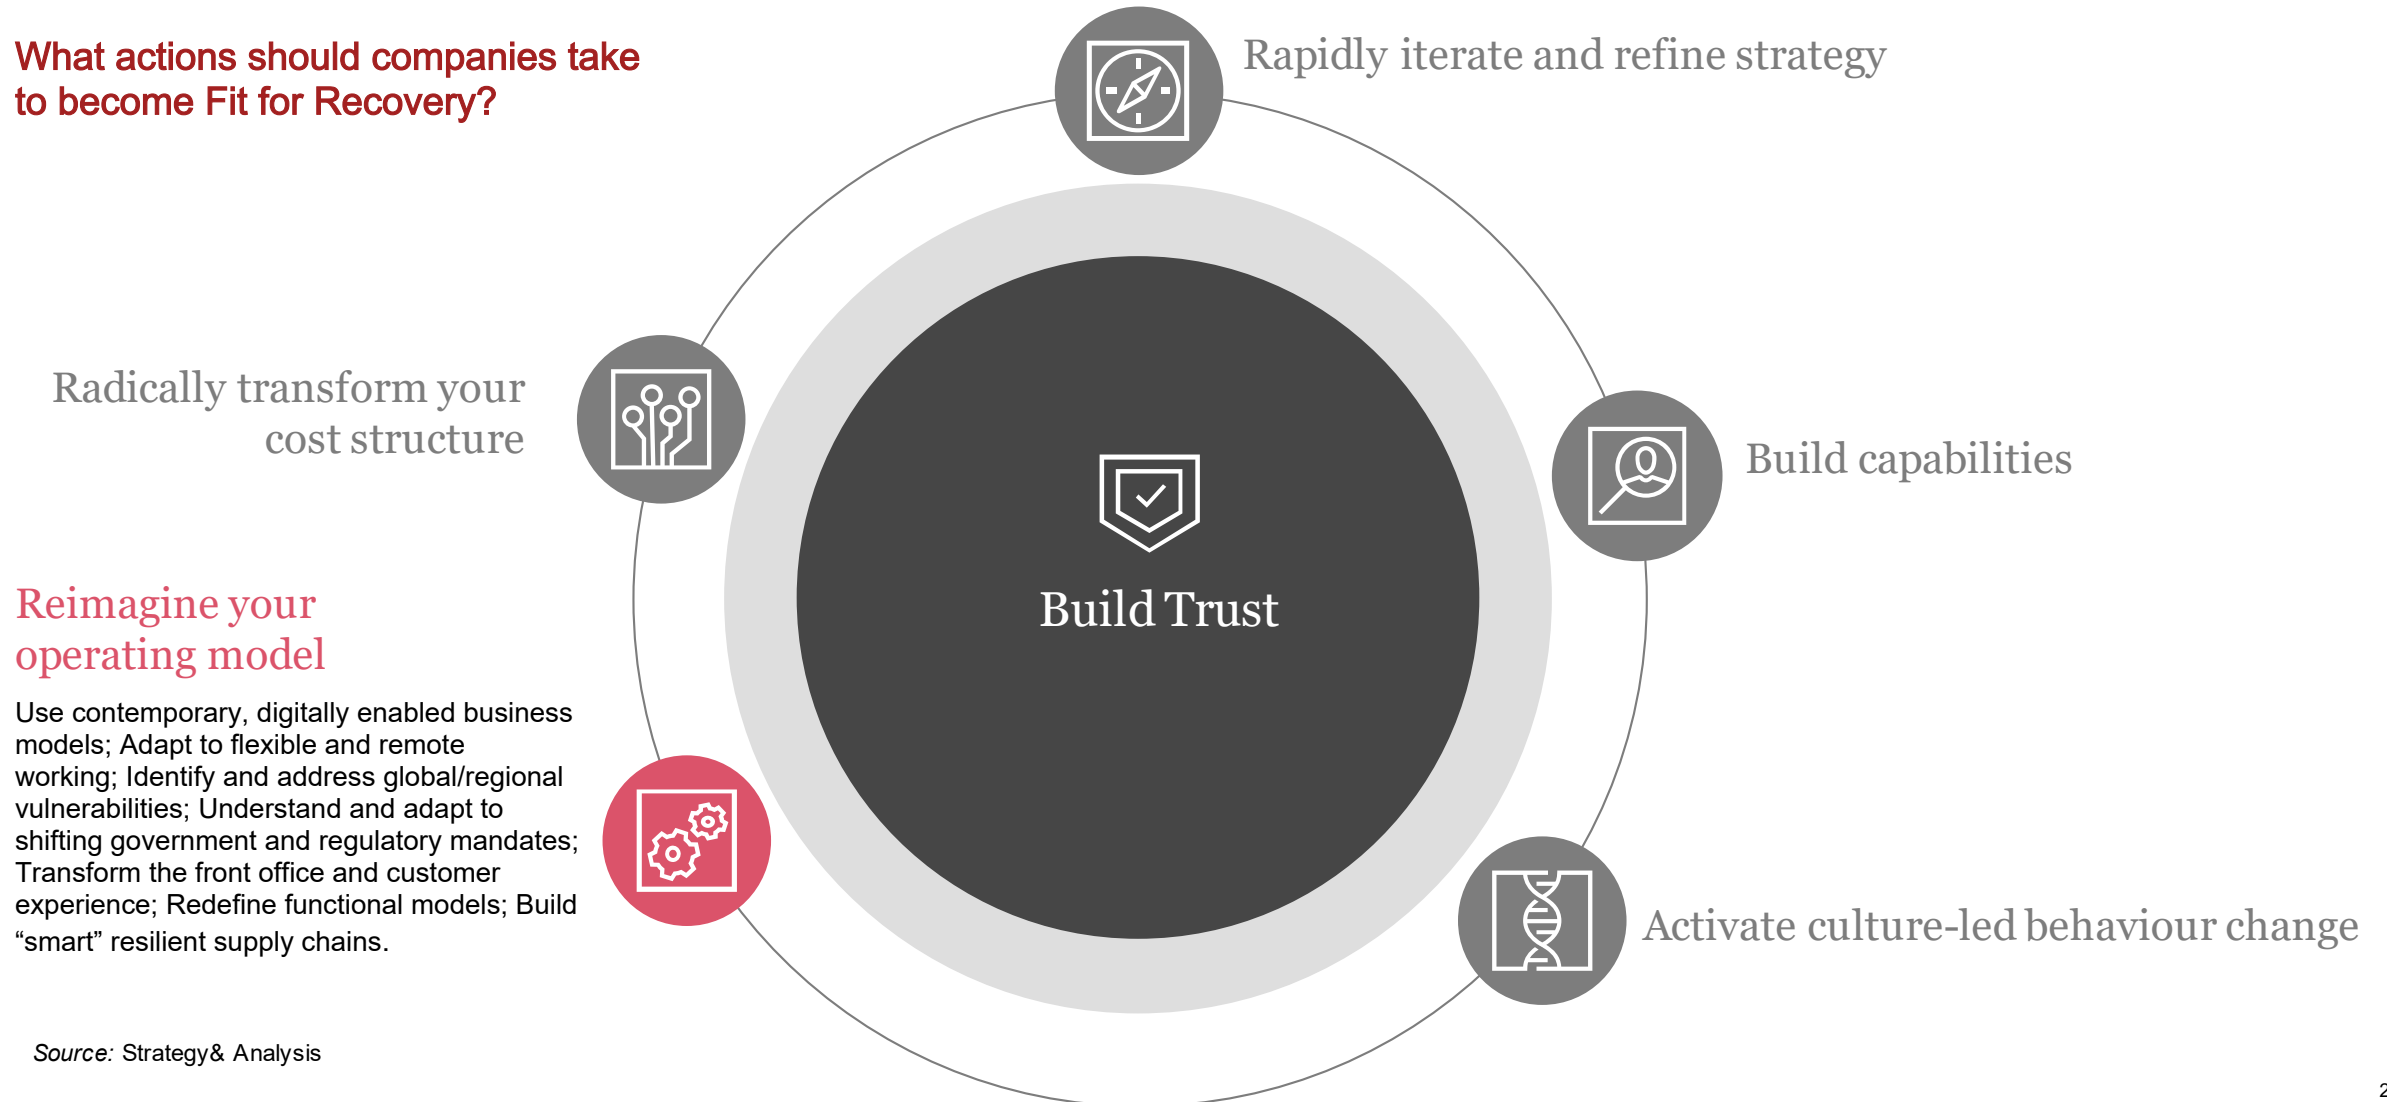 What actions should companies take
to become Fit for Recovery?
Rapidly iterate and refine strategy
Radically transform your
cost structure
Build capabilities
Build Trust
Reimagine your
operating model
Use contemporary, digitally enabled business
models; Adapt to flexible and remote
working; Identify and address global/regional
vulnerabilities; Understand and adapt to
shifting government and regulatory mandates;
Transform the front office and customer
experience; Redefine functional models; Build
“smart” resilient supply chains.
Activate culture-led behaviour change
Source: Strategy& Analysis
2